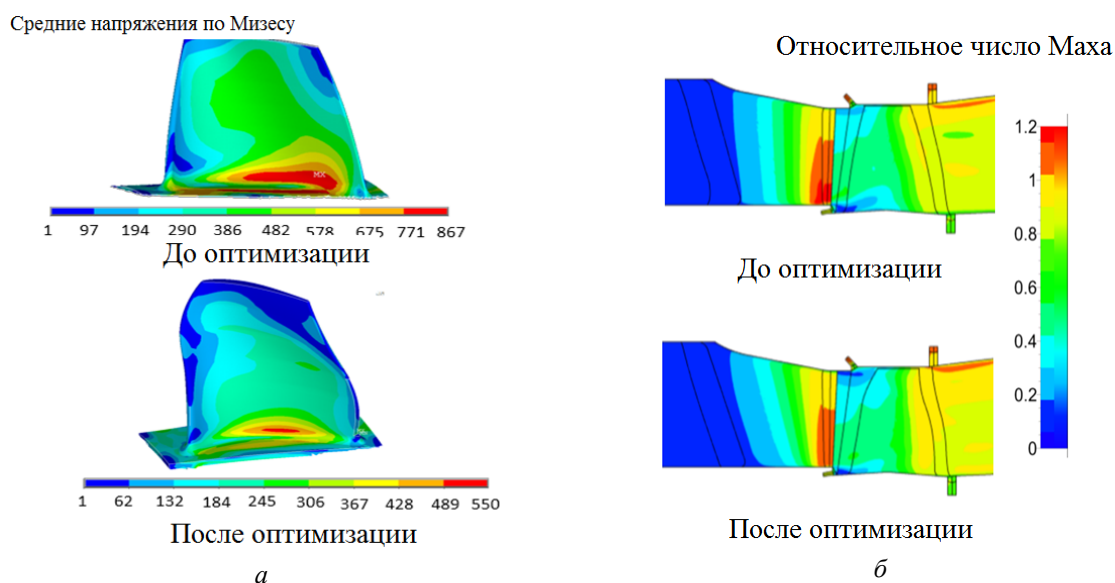 Средние напряжения по Мизесу
MX
1 97 194 290 386 482 578 675 771 867
До оптимизации
1 62 132 184 245 306 367 428 489 550
После оптимизации
а
Относительное число Маха
1.2
1
0.8
0.6
0.4
0.2
0
До оптимизации
После оптимизации
б